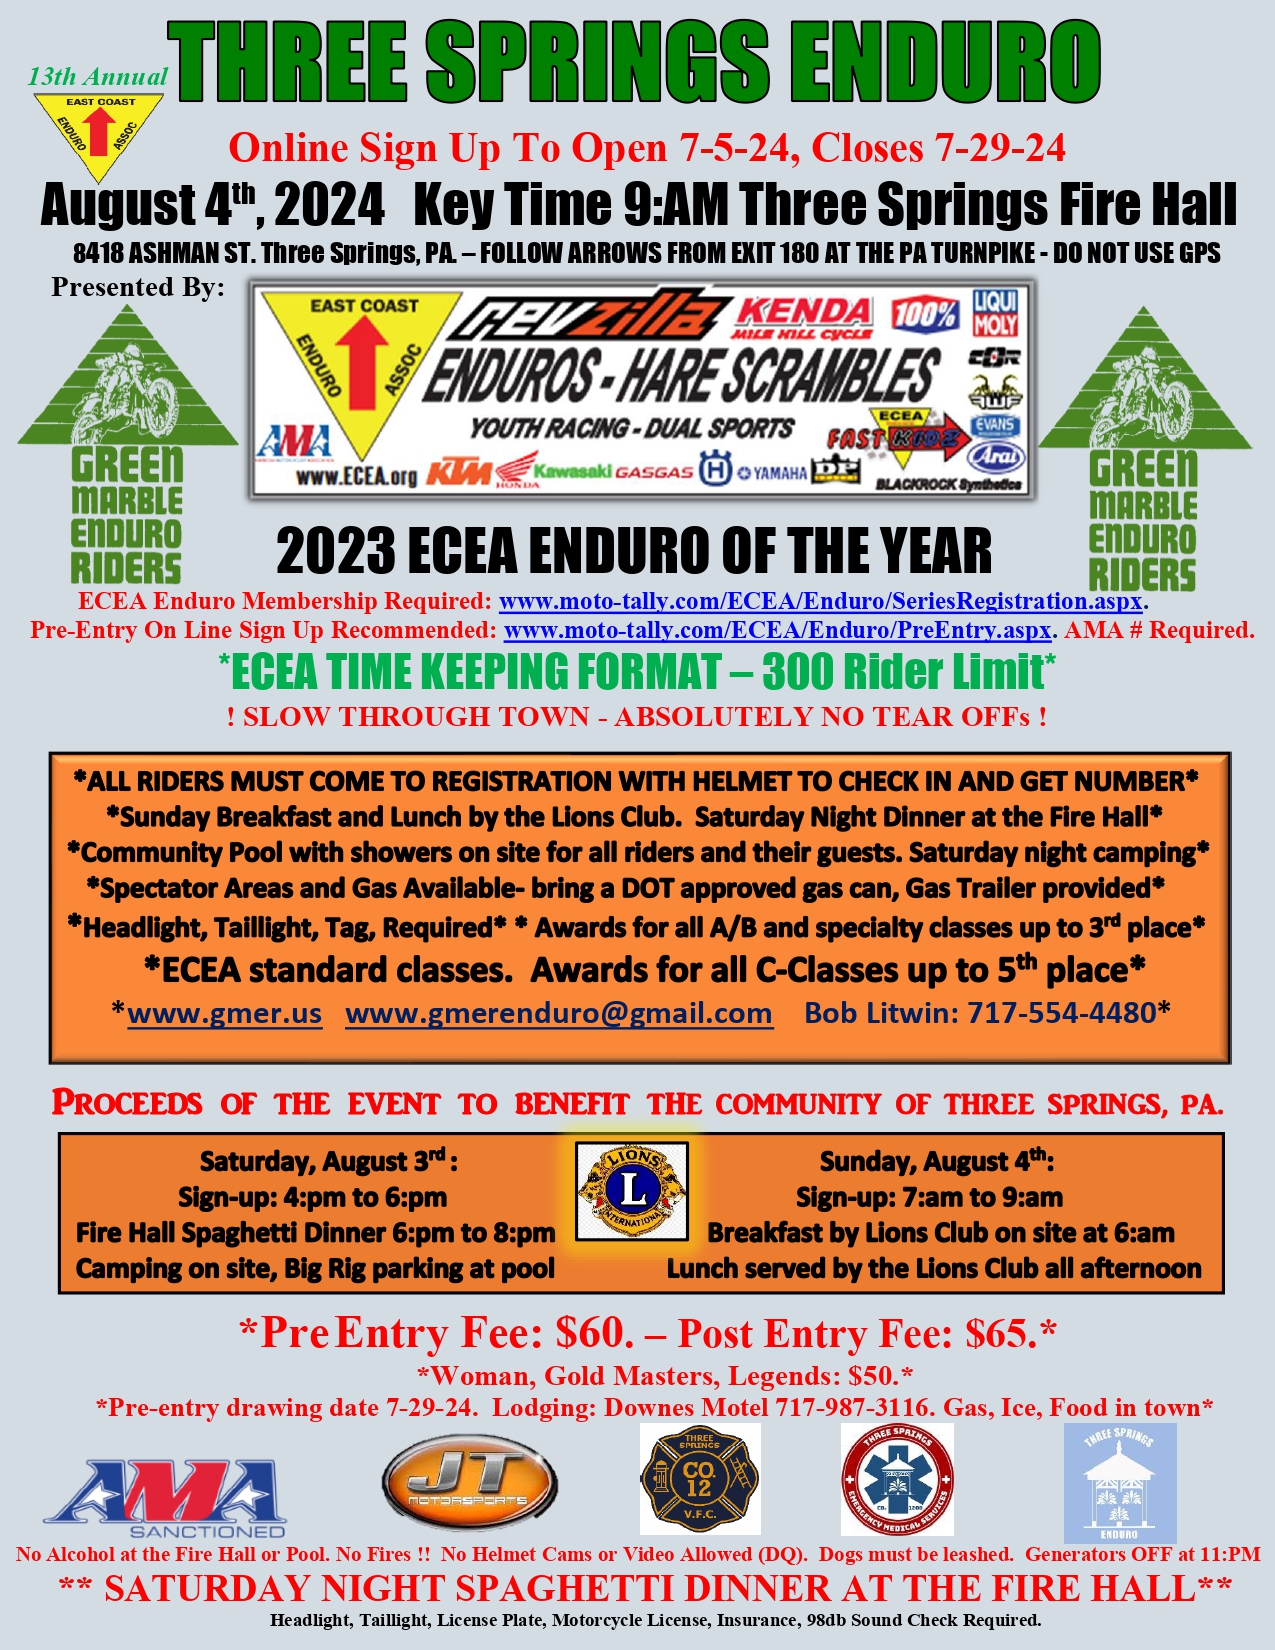 THREE SPRINGS ENDURO
13th Annual
EAST COAST
ENDURO
ASSOC
Online Sign Up To Open 7-5-24, Closes 7-29-24
August 4th, 2024 Key Time 9:AM Three Springs Fire Hall
8418 ASHMAN ST. Three Springs, PA. – FOLLOW ARROWS FROM EXIT 180 AT THE PA TURNPIKE - DO NOT USE GPS
Presented By:
GREEN
MARBLE
ENDURO
RIDERS
EAST COAST
ENDURO
ASSOC
AMA
www.ECEA.org
revzilla
KENDA
MILE HILL CYCLE
100%
LIQUI
MOLY
ENDUROS - HARE SCRAMBLES
YOUTH RACING - DUAL SPORTS
ECEA
FAST KIDZ
EVANS
Arai
KTM
HONDA
Kawasaki
GASGAS
YAMAHA
BLACKROCK Synthetics
GREEN
MARBLE
ENDURO
RIDERS
2023 ECEA ENDURO OF THE YEAR
ECEA Enduro Membership Required: www.moto-tally.com/ECEA/Enduro/SeriesRegistration.aspx.
Pre-Entry On Line Sign Up Recommended: www.moto-tally.com/ECEA/Enduro/PreEntry.aspx. AMA # Required.
*ECEA TIME KEEPING FORMAT – 300 Rider Limit*
! SLOW THROUGH TOWN - ABSOLUTELY NO TEAR OFFs !
*ALL RIDERS MUST COME TO REGISTRATION WITH HELMET TO CHECK IN AND GET NUMBER*
*Sunday Breakfast and Lunch by the Lions Club. Saturday Night Dinner at the Fire Hall*
*Community Pool with showers on site for all riders and their guests. Saturday night camping*
*Spectator Areas and Gas Available- bring a DOT approved gas can, Gas Trailer provided*
*Headlight, Taillight, Tag, Required* * Awards for all A/B and specialty classes up to 3rd place*
*ECEA standard classes. Awards for all C-Classes up to 5th place*
*www.gmer.us www.gmerenduro@gmail.com Bob Litwin: 717-554-4480*
PROCEEDS OF THE EVENT TO BENEFIT THE COMMUNITY OF THREE SPRINGS, PA.
Saturday, August 3rd :
Sign-up: 4:pm to 6:pm
Fire Hall Spaghetti Dinner 6:pm to 8:pm
Camping on site, Big Rig parking at pool
LIONS
L
INTERNATIONAL
Sunday, August 4th:
Sign-up: 7:am to 9:am
Breakfast by Lions Club on site at 6:am
Lunch served by the Lions Club all afternoon
*Pre Entry Fee: $60. – Post Entry Fee: $65.*
*Woman, Gold Masters, Legends: $50.*
*Pre-entry drawing date 7-29-24. Lodging: Downes Motel 717-987-3116. Gas, Ice, Food in town*
AMA
SANCTIONED
JT
MOTORSPORTS
THREE
SPRINGS
CO.
12
V.F.C.
THREE SPRINGS
EMERGENCY MEDICAL SERVICES
THREE SPRINGS
ENDURO
No Alcohol at the Fire Hall or Pool. No Fires !! No Helmet Cams or Video Allowed (DQ). Dogs must be leashed. Generators OFF at 11:PM
** SATURDAY NIGHT SPAGHETTI DINNER AT THE FIRE HALL**
Headlight, Taillight, License Plate, Motorcycle License, Insurance, 98db Sound Check Required.